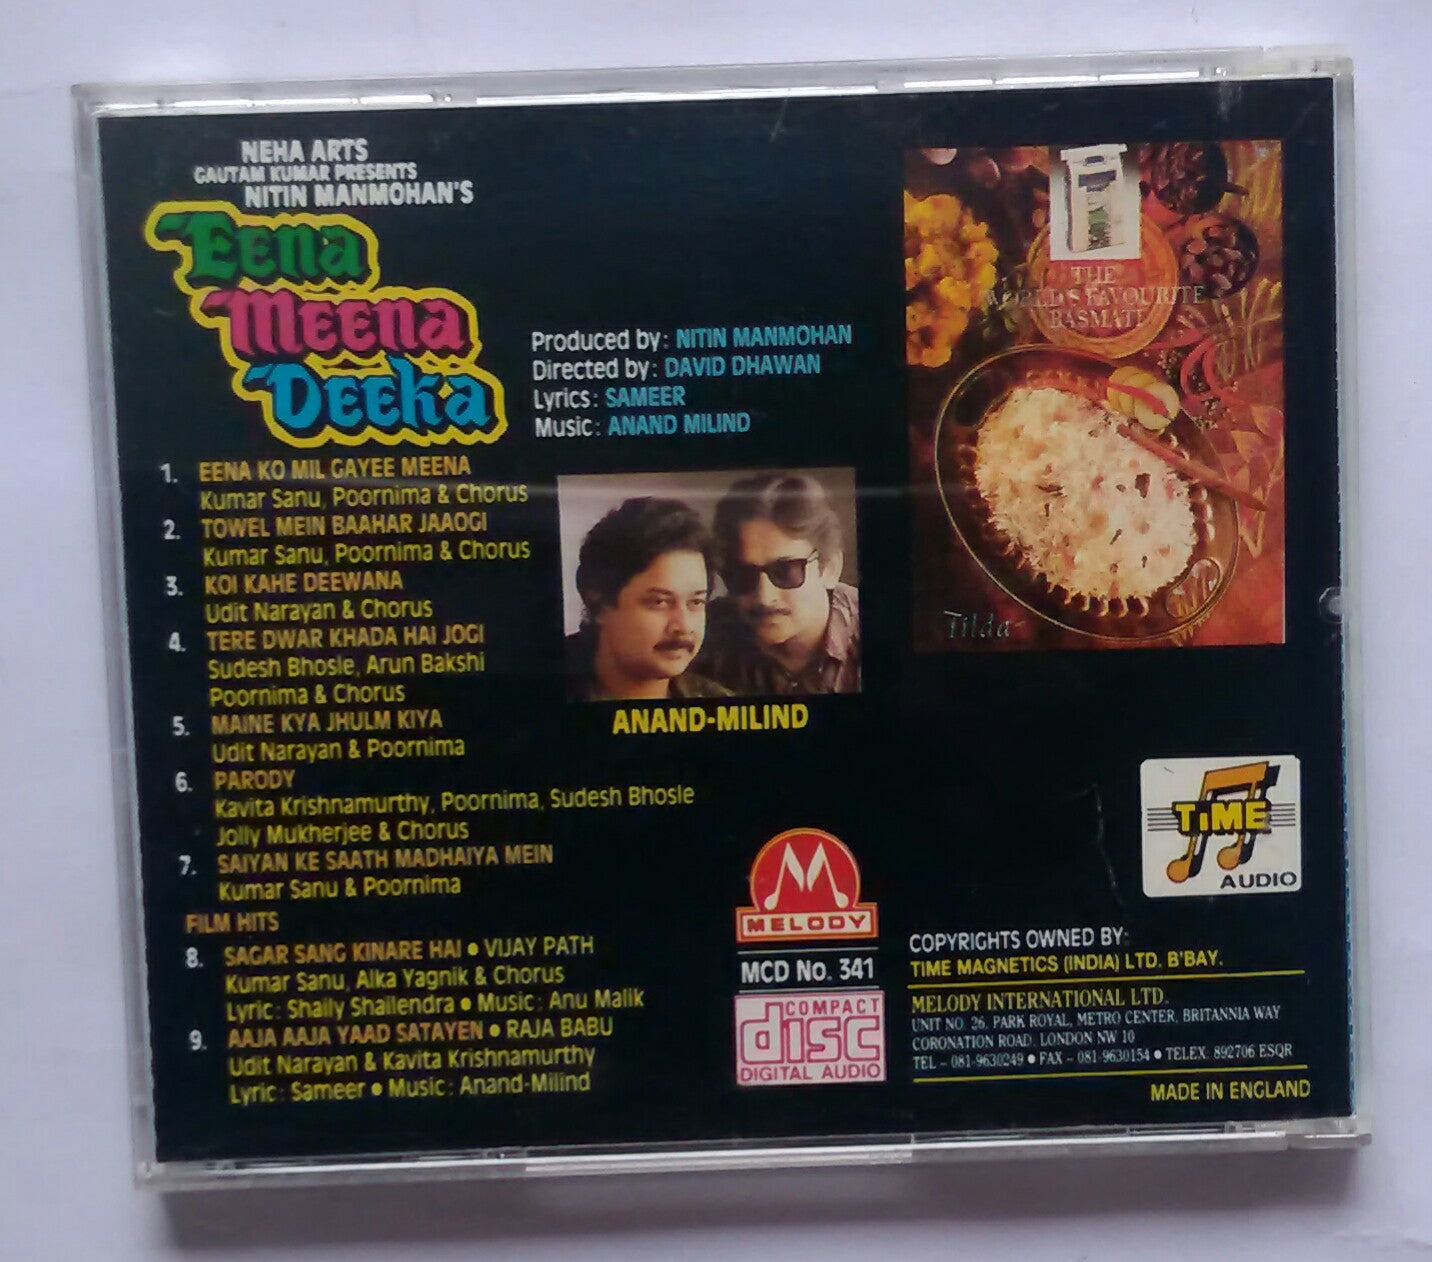 NEHA ARTS
GAUTAM KUMAR PRESENTS
NITIN MANMOHAN'S
Eena
Meena
Deeka
Produced by: NITIN MANMOHAN
Directed by: DAVID DHAWAN
Lyrics: SAMEER
Music: ANAND MILIND
1. EENA KO MIL GAYEE MEENA
Kumar Sanu, Poornima & Chorus
2. TOWEL MEIN BAAHAR JAAOGI
Kumar Sanu, Poornima & Chorus
3. KOI KAHE DEEWANA
Udit Narayan & Chorus
4. TERE DWAR KHADA HAI JOGI
Sudesh Bhosle, Arun Bakshi
Poornima & Chorus
5. MAINE KYA JHULM KIYA
Udit Narayan & Poornima
6. PARODY
Kavita Krishnamurthy, Poornima, Sudesh Bhosle
Jolly Mukherjee & Chorus
7. SAIYAN KE SAATH MADHAIYA MEIN
Kumar Sanu & Poornima
FILM HITS
8. SAGAR SANG KINARE HAI ● VIJAY PATH
Kumar Sanu, Alka Yagnik & Chorus
Lyric: Shaily Shailendra ● Music: Anu Malik
9. AAJA AAJA YAAD SATAYEN ● RAJA BABU
Udit Narayan & Kavita Krishnamurthy
Lyric: Sameer ● Music: Anand-Milind
ANAND-MILIND
THE
WORLD'S FAVOURITE
BASMATI
Tilda
MELODY
MCD No. 341
COMPACT
disc
DIGITAL AUDIO
TIME
AUDIO
COPYRIGHTS OWNED BY:
TIME MAGNETICS (INDIA) LTD. B'BAY.
MELODY INTERNATIONAL LTD.
UNIT NO. 26, PARK ROYAL, METRO CENTER, BRITANNIA WAY
CORONATION ROAD, LONDON NW 10
TEL - 081-9630249 ● FAX - 081-9630154 ● TELEX: 892706 ESQR
MADE IN ENGLAND